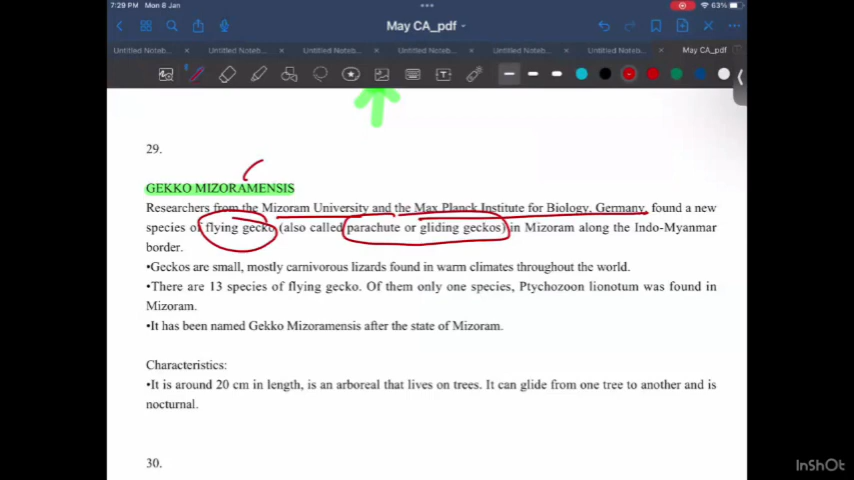 7:29 PM Mon 8 Jan
63%
May CA_pdf
Untitled Noteb...
Untitled Noteb...
Untitled Noteb...
Untitled Noteb...
Untitled Noteb...
Untitled Noteb...
May CA_pdf
29.
GEKKO MIZORAMENSIS
Researchers from the Mizoram University and the Max Planck Institute for Biology, Germany, found a new
species of flying gecko (also called parachute or gliding geckos) in Mizoram along the Indo-Myanmar
border.
•Geckos are small, mostly carnivorous lizards found in warm climates throughout the world.
•There are 13 species of flying gecko. Of them only one species, Ptychozoon lionotum was found in
Mizoram.
•It has been named Gekko Mizoramensis after the state of Mizoram.
Characteristics:
•It is around 20 cm in length, is an arboreal that lives on trees. It can glide from one tree to another and is
nocturnal.
30.
InShOt